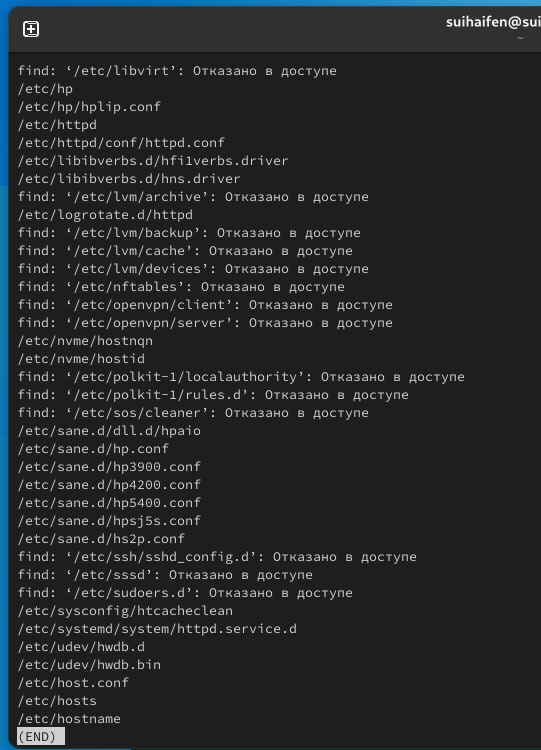 suihaifen@sui
~
find: ‘/etc/libvirt’: Отказано в доступе
/etc/hp
/etc/hp/hplip.conf
/etc/httpd
/etc/httpd/conf/httpd.conf
/etc/libibverbs.d/hfi1verbs.driver
/etc/libibverbs.d/hns.driver
find: ‘/etc/lvm/archive’: Отказано в доступе
/etc/logrotate.d/httpd
find: ‘/etc/lvm/backup’: Отказано в доступе
find: ‘/etc/lvm/cache’: Отказано в доступе
find: ‘/etc/lvm/devices’: Отказано в доступе
find: ‘/etc/nftables’: Отказано в доступе
find: ‘/etc/openvpn/client’: Отказано в доступе
find: ‘/etc/openvpn/server’: Отказано в доступе
/etc/nvme/hostnqn
/etc/nvme/hostid
find: ‘/etc/polkit-1/localauthority’: Отказано в доступе
find: ‘/etc/polkit-1/rules.d’: Отказано в доступе
find: ‘/etc/sos/cleaner’: Отказано в доступе
/etc/sane.d/dll.d/hpaio
/etc/sane.d/hp.conf
/etc/sane.d/hp3900.conf
/etc/sane.d/hp4200.conf
/etc/sane.d/hp5400.conf
/etc/sane.d/hpsj5s.conf
/etc/sane.d/hs2p.conf
find: ‘/etc/ssh/sshd_config.d’: Отказано в доступе
find: ‘/etc/sssd’: Отказано в доступе
find: ‘/etc/sudoers.d’: Отказано в доступе
/etc/sysconfig/htcacheclean
/etc/systemd/system/httpd.service.d
/etc/udev/hwdb.d
/etc/udev/hwdb.bin
/etc/host.conf
/etc/hosts
/etc/hostname
(END)